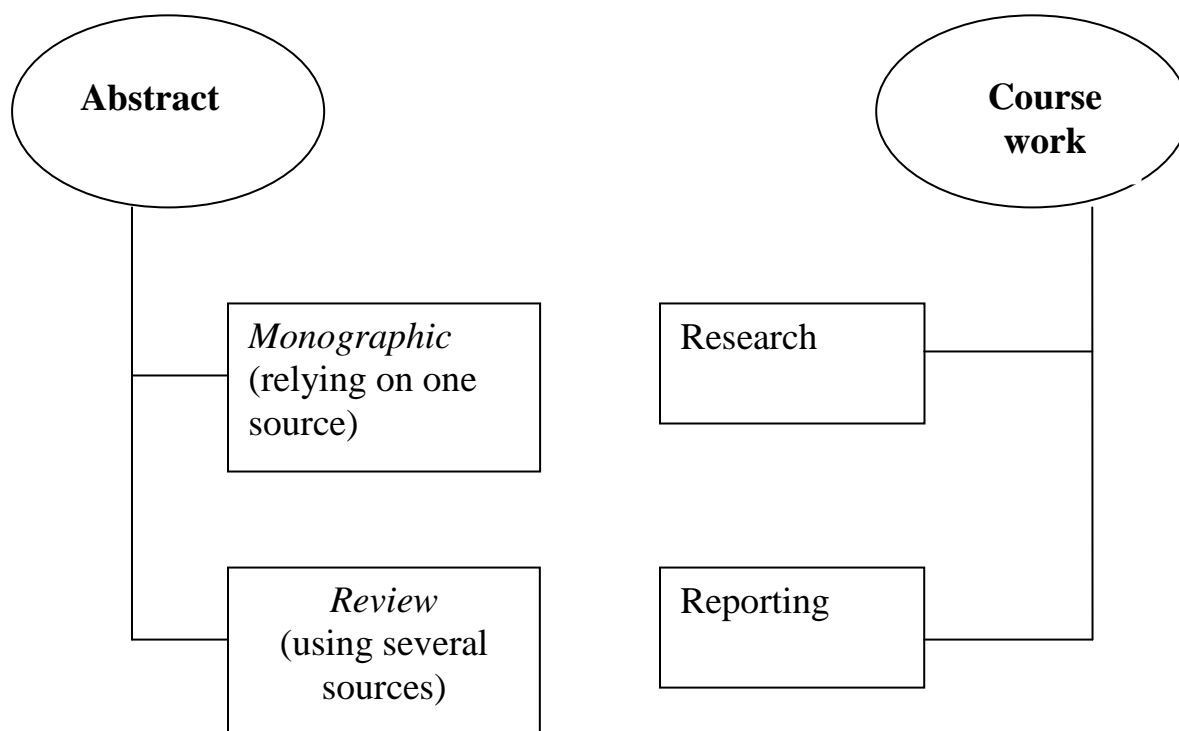 Abstract
Course
work
Monographic
(relying on one
source)
Research
Review
(using several
sources)
Reporting